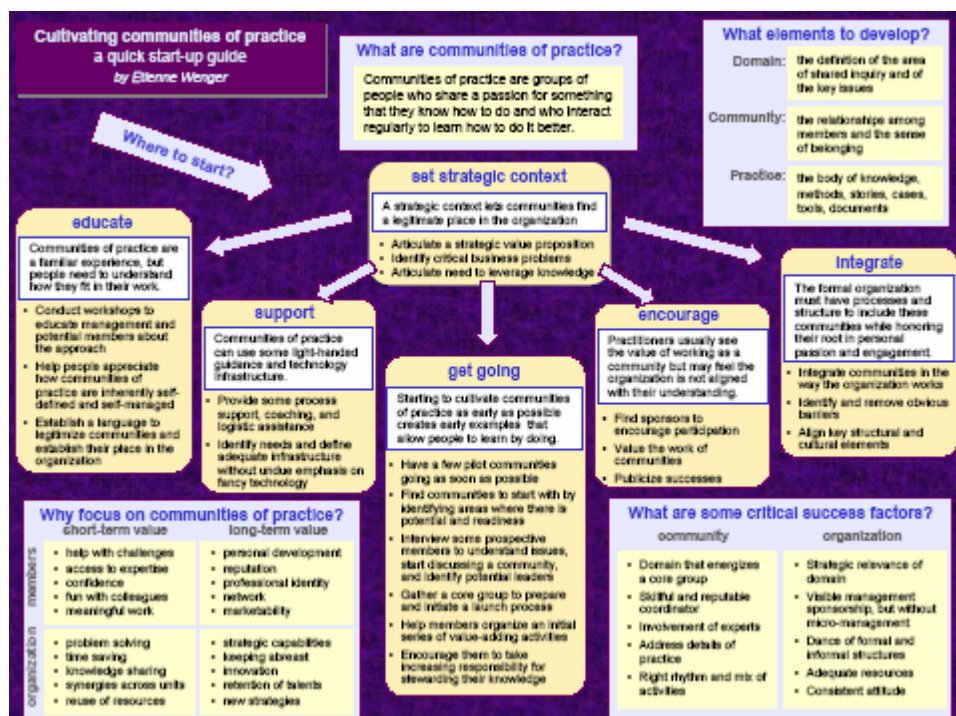 Cultivating communities of practice
a quick start-up guide
by Etienne Wenger
What are communities of practice?
Communities of practice are groups of
people who share a passion for something
that they know how to do and who interact
regularly to learn how to do it better.
What elements to develop?
Domain:
the definition of the area
of shared inquiry and of
the key issues
Community:
the relationships among
members and the sense
of belonging
Practice:
the body of knowledge,
methods, stories, cases,
tools, documents
Where to start?
set strategic context
A strategic context lets communities find
a legitimate place in the organization
• Articulate a strategic value proposition
• Identify critical business problems
• Articulate need to leverage knowledge
educate
Communities of practice are
a familiar experience, but
people need to understand
how they fit in their work.
• Conduct workshops to
educate management and
potential members about
the approach
• Help people appreciate
how communities of
practice are inherently self-
defined and self-managed
• Establish a language to
legitimize communities and
establish their place in the
organization
support
Communities of practice
can use some light-handed
guidance and technology
infrastructure.
• Provide some process
support, coaching, and
logistic assistance
• Identify needs and define
adequate infrastructure
without undue emphasis on
fancy technology
get going
Starting to cultivate communities
of practice as early as possible
creates early examples that
allow people to learn by doing.
• Have a few pilot communities
going as soon as possible
• Find communities to start with by
identifying areas where there is
potential and readiness
• Interview some prospective
members to understand issues,
start discussing a community,
and identify potential leaders
• Gather a core group to prepare
and initiate a launch process
• Help members organize an initial
series of value-adding activities
• Encourage them to take
increasing responsibility for
stewarding their knowledge
encourage
Practitioners usually see
the value of working as a
community but may feel the
organization is not aligned
with their understanding.
• Find sponsors to
encourage participation
• Value the work of
communities
• Publicize successes
integrate
The formal organization
must have processes and
structure to include these
communities while honoring
their root in personal
passion and engagement
• Integrate communities in the
way the organization works
• Identify and remove obvious
barriers
• Align key structural and
cultural elements
Why focus on communities of practice?
short-term value
long-term value
members
• help with challenges
• access to expertise
• confidence
• fun with colleagues
• meaningful work
• personal development
• reputation
• professional identity
• network
• marketability
organization
• problem solving
• time saving
• knowledge sharing
• synergies across units
• reuse of resources
• strategic capabilities
• keeping abreast
• innovation
• retention of talents
• new strategies
What are some critical success factors?
community
• Domain that energizes
a core group
• Skillful and reputable
coordinator
• Involvement of experts
• Address details of
practice
• Right rhythm and mix of
activities
organization
• Strategic relevance of
domain
• Visible management
sponsorship, but without
micro-management
• Dance of formal and
informal structures
• Adequate resources
• Consistent attitude